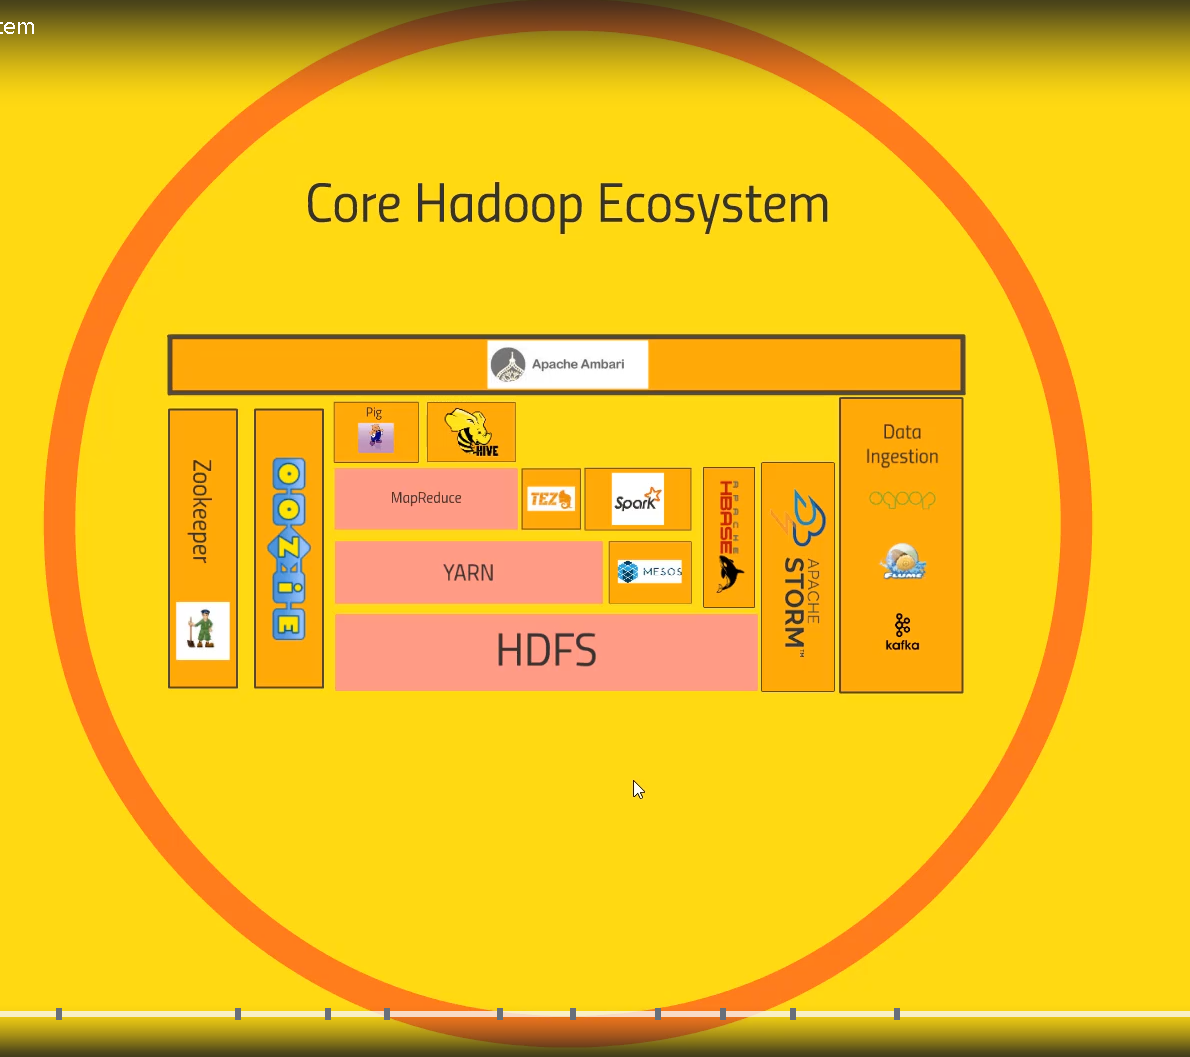 tem
Core Hadoop Ecosystem
Apache Ambari
Zookeeper
OOZIE
Pig
HIVE
MapReduce
TEZ
Spark
YARN
MESOS
HDFS
APACHE
HBASE
APACHE
STORM™
Data
Ingestion
sqoop
FLUME
kafka